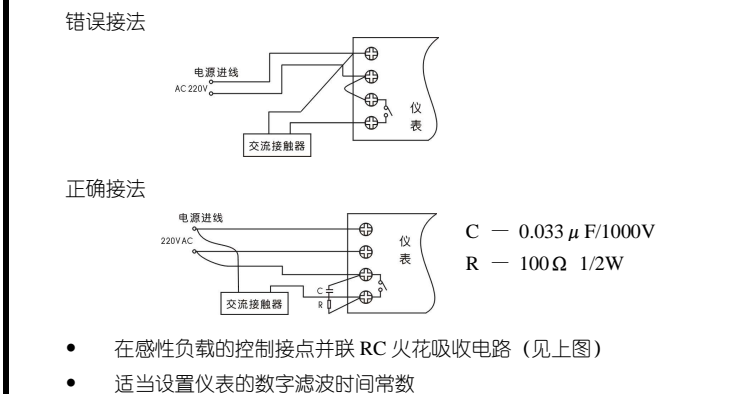 错误接法
电源进线
AC 220V
仪
表
交流接触器
正确接法
电源进线
220VAC
仪
表
C
R
交流接触器
C － 0.033 μ F/1000V
R － 100Ω 1/2W
● 在感性负载的控制接点并联 RC 火花吸收电路（见上图）
● 适当设置仪表的数字滤波时间常数